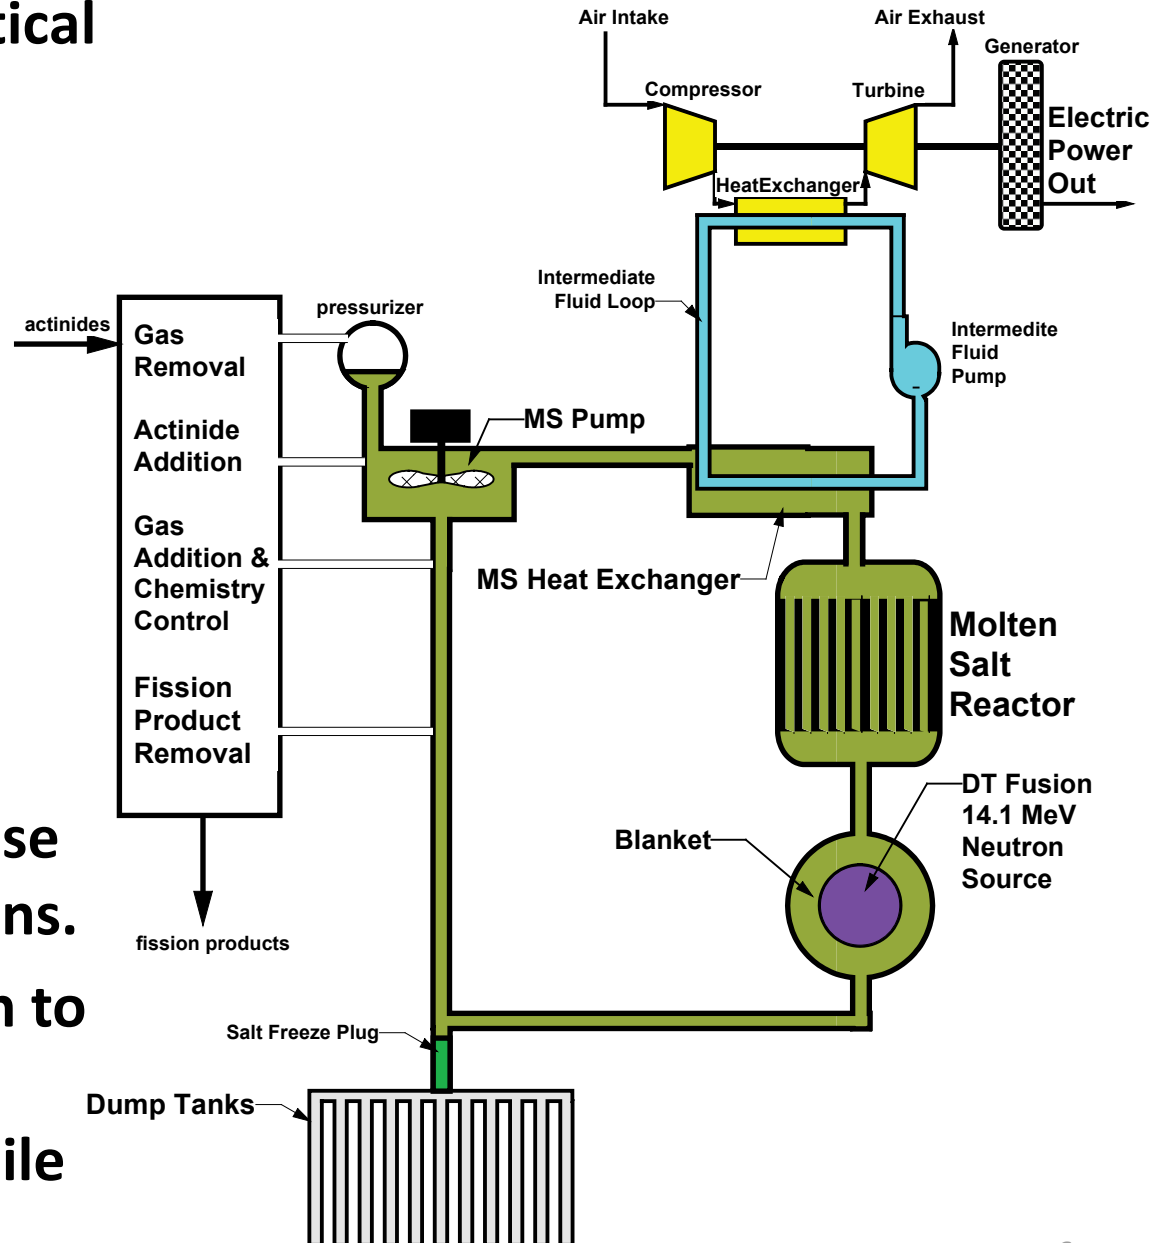 tical
Air Intake
Air Exhaust
Generator
Compressor
Turbine
Electric
Power
Out
HeatExchanger
Intermediate
Fluid Loop
Intermedite
Fluid
Pump
actinides
pressurizer
Gas
Removal
Actinide
Addition
Gas
Addition &
Chemistry
Control
Fission
Product
Removal
MS Pump
MS Heat Exchanger
Molten
Salt
Reactor
DT Fusion
14.1 MeV
Neutron
Source
Blanket
se
ns.
fission products
n to
Salt Freeze Plug
Dump Tanks
ile